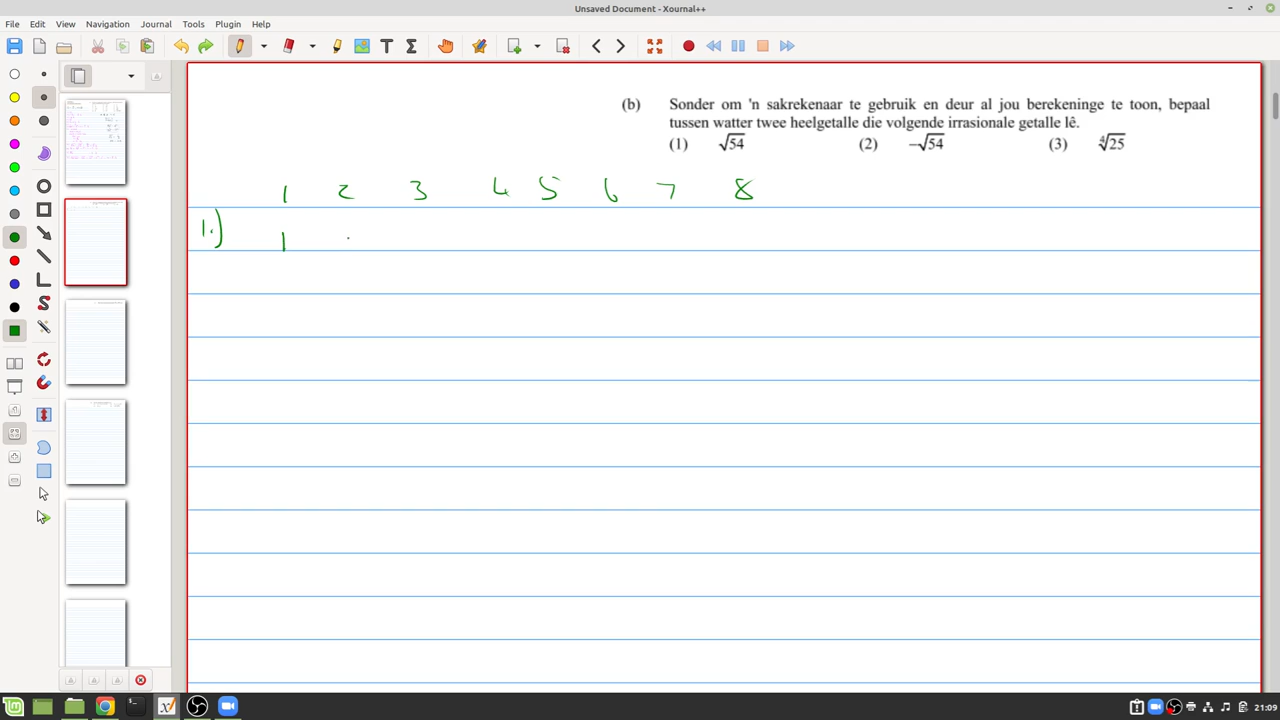 Unsaved Document - Xournal++
File Edit View Navigation Journal Tools Plugin Help
(b) Sonder om 'n sakrekenaar te gebruik en deur al jou berekeninge te toon, bepaal
tussen watter twee heelgetalle die volgende irrasionale getalle lê.
(1) √54 (2) –√54 (3) ∜25
1 2 3 4 5 6 7 8
1.) 1
21:09